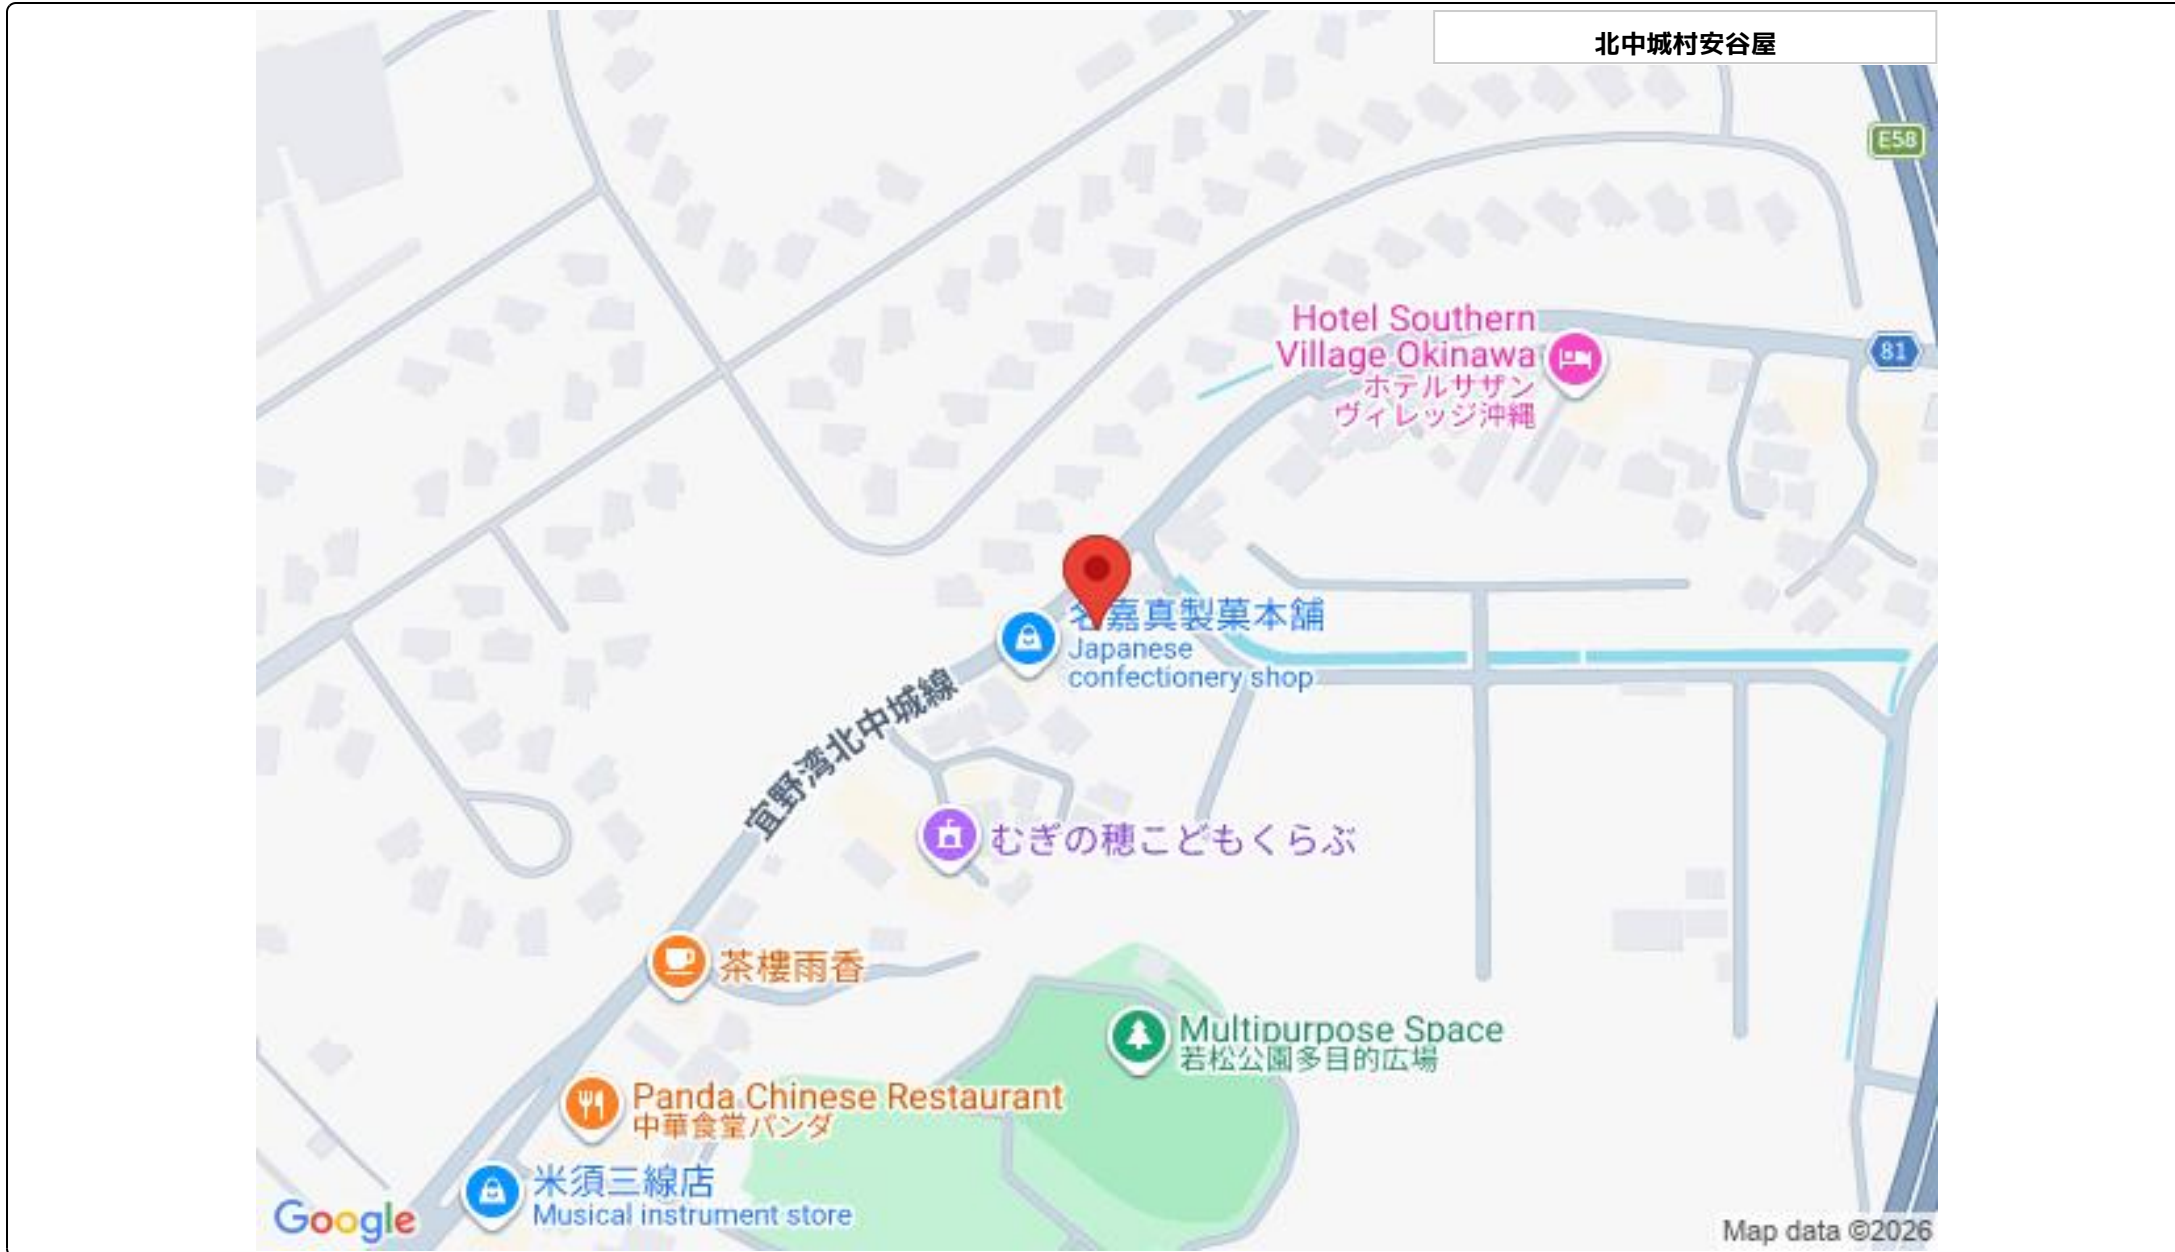 北中城村安谷屋
E58
Hotel Southern
Village Okinawa
ホテルサザン
ヴィレッジ沖縄
81
名嘉真製菓本舗
Japanese
confectionery shop
宜野湾北中城線
むぎの穂こどもくらぶ
茶樓雨香
Multipurpose Space
若松公園多目的広場
Panda Chinese Restaurant
中華食堂パンダ
米須三線店
Musical instrument store
Google
Map data ©2026